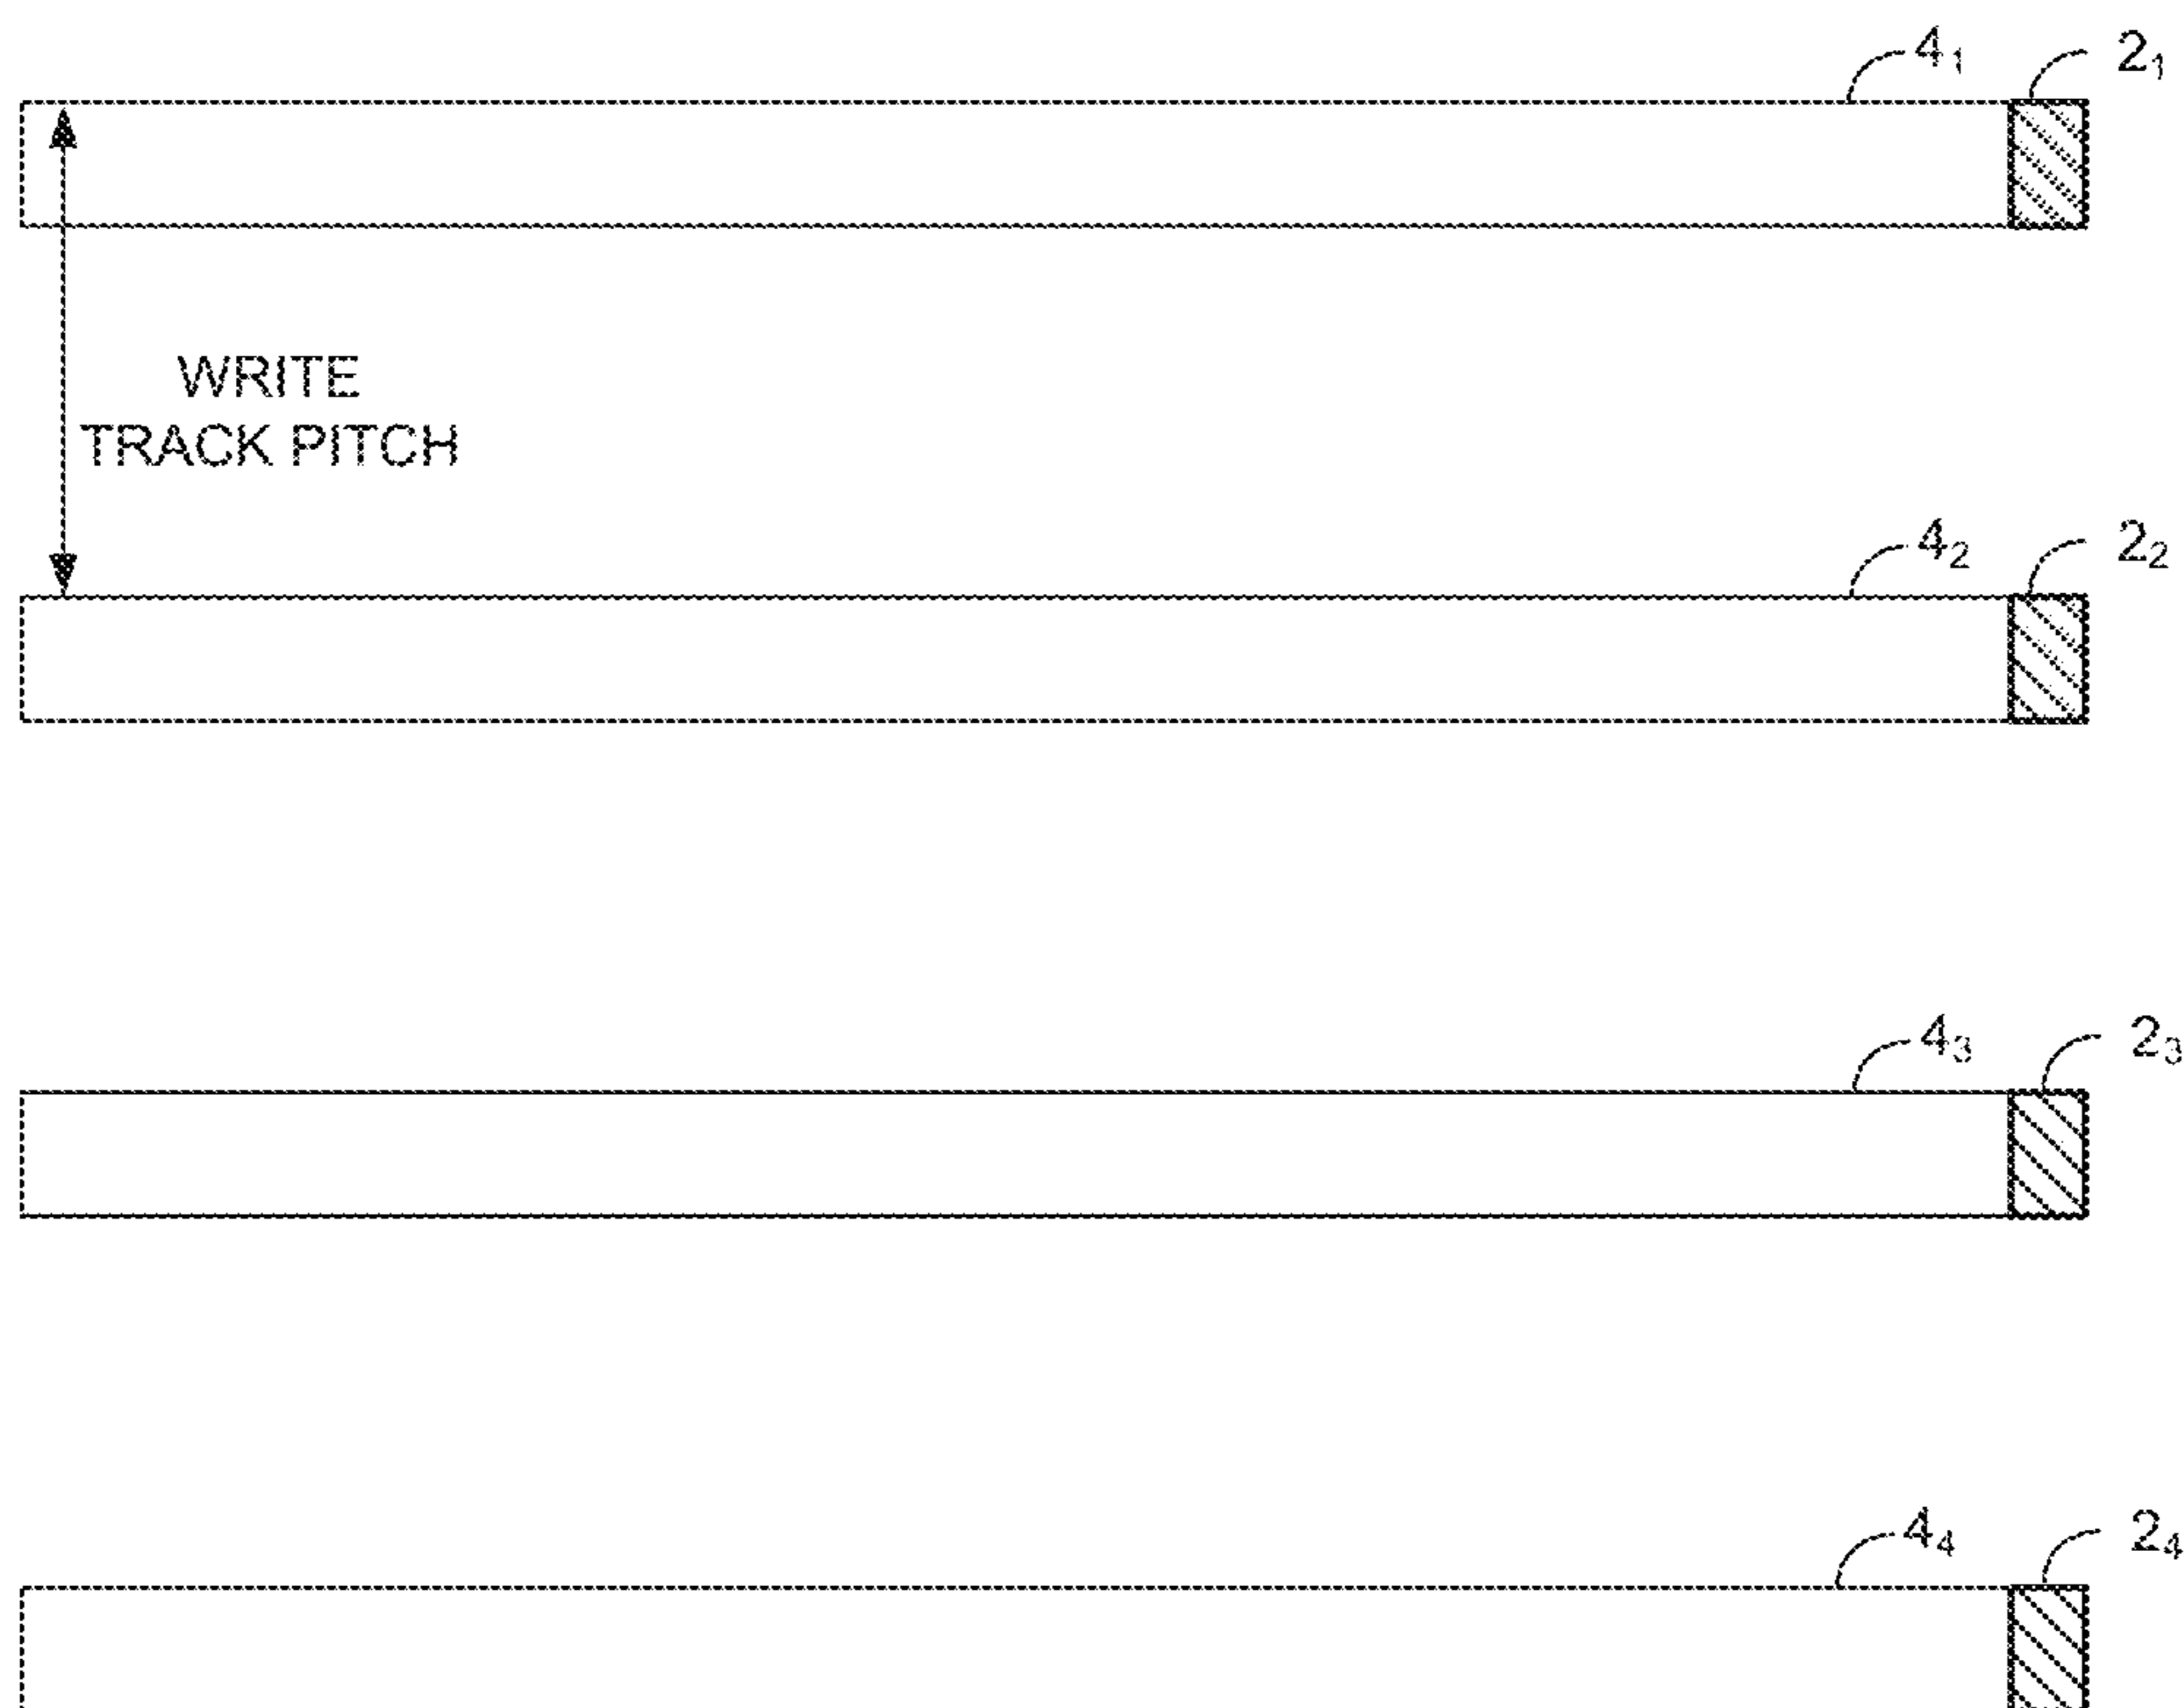 4₁ 2₁
WRITE
TRACK PITCH
4₂ 2₂
4₃ 2₃
4₄ 2₄